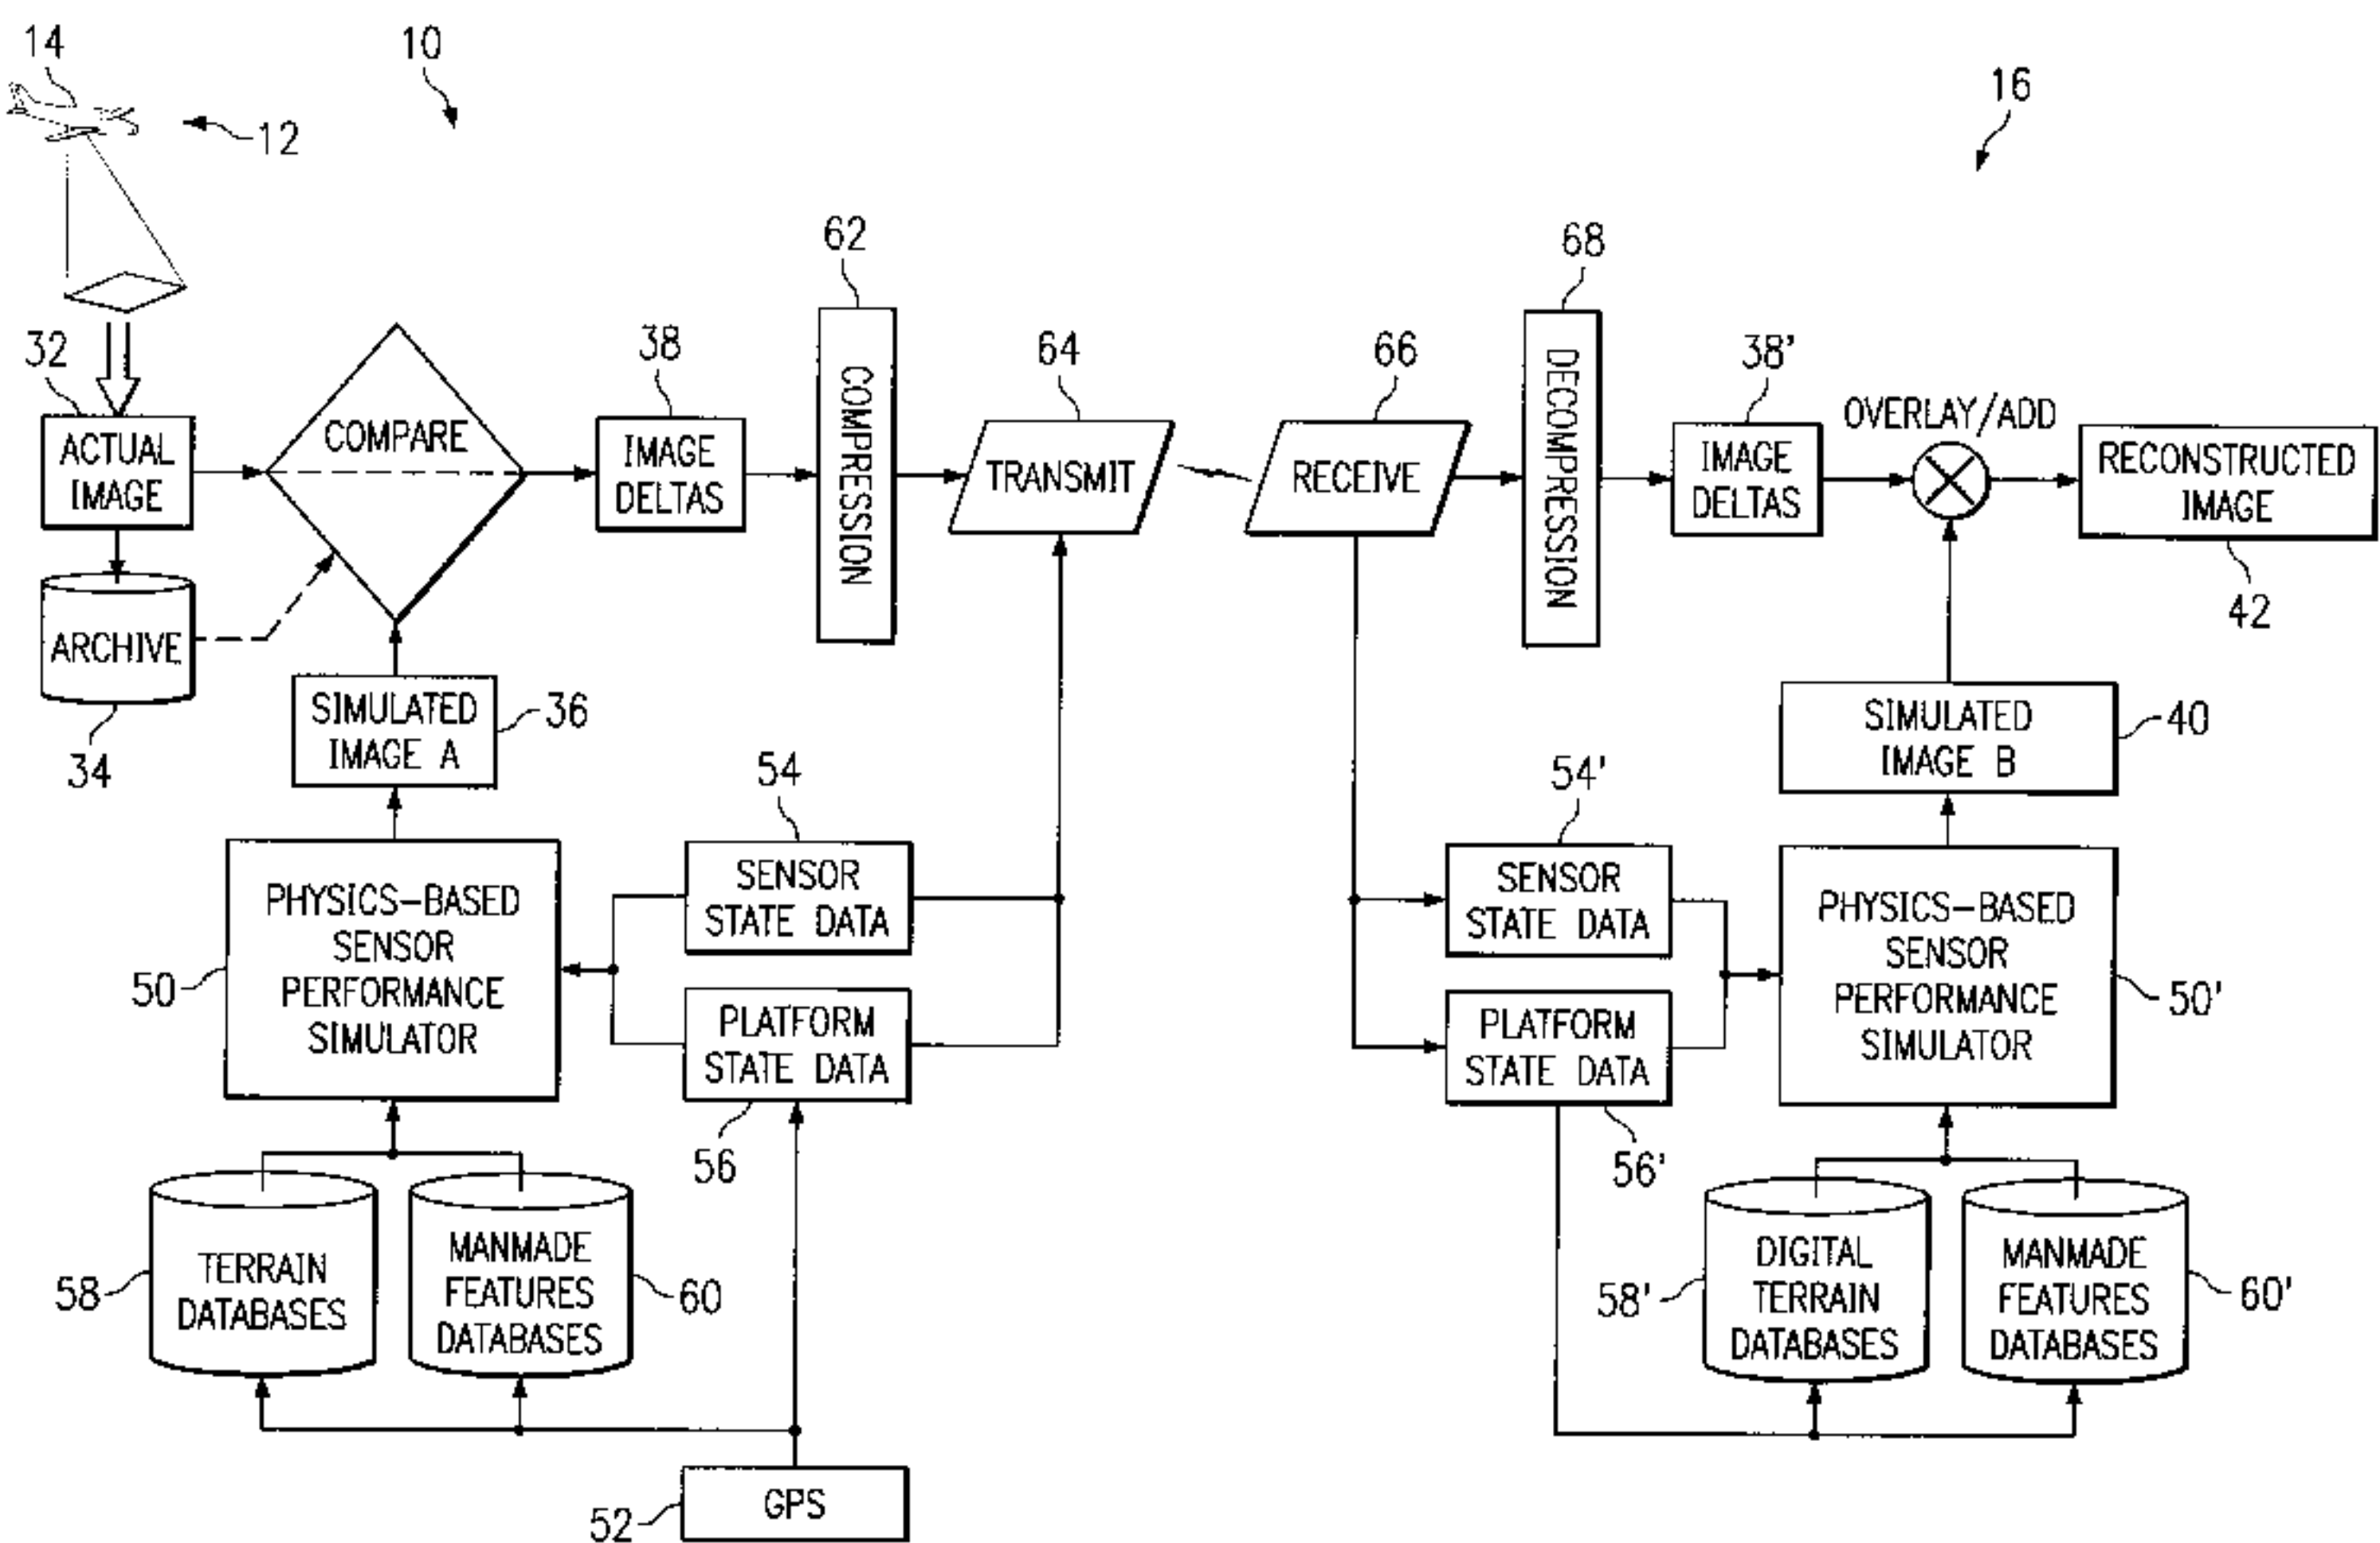 14
10
16
12
62
68
32
38
64
66
38'
OVERLAY/ADD
ACTUAL
IMAGE
COMPARE
IMAGE
DELTAS
COMPRESSION
TRANSMIT
RECEIVE
DECOMPRESSION
IMAGE
DELTAS
RECONSTRUCTED
IMAGE
42
ARCHIVE
34
SIMULATED
IMAGE A
36
SIMULATED
IMAGE B
40
54
54'
SENSOR
STATE DATA
SENSOR
STATE DATA
PHYSICS-BASED
SENSOR
PERFORMANCE
SIMULATOR
50
PHYSICS-BASED
SENSOR
PERFORMANCE
SIMULATOR
50'
PLATFORM
STATE DATA
56
PLATFORM
STATE DATA
56'
TERRAIN
DATABASES
58
MANMADE
FEATURES
DATABASES
60
DIGITAL
TERRAIN
DATABASES
58'
MANMADE
FEATURES
DATABASES
60'
GPS
52